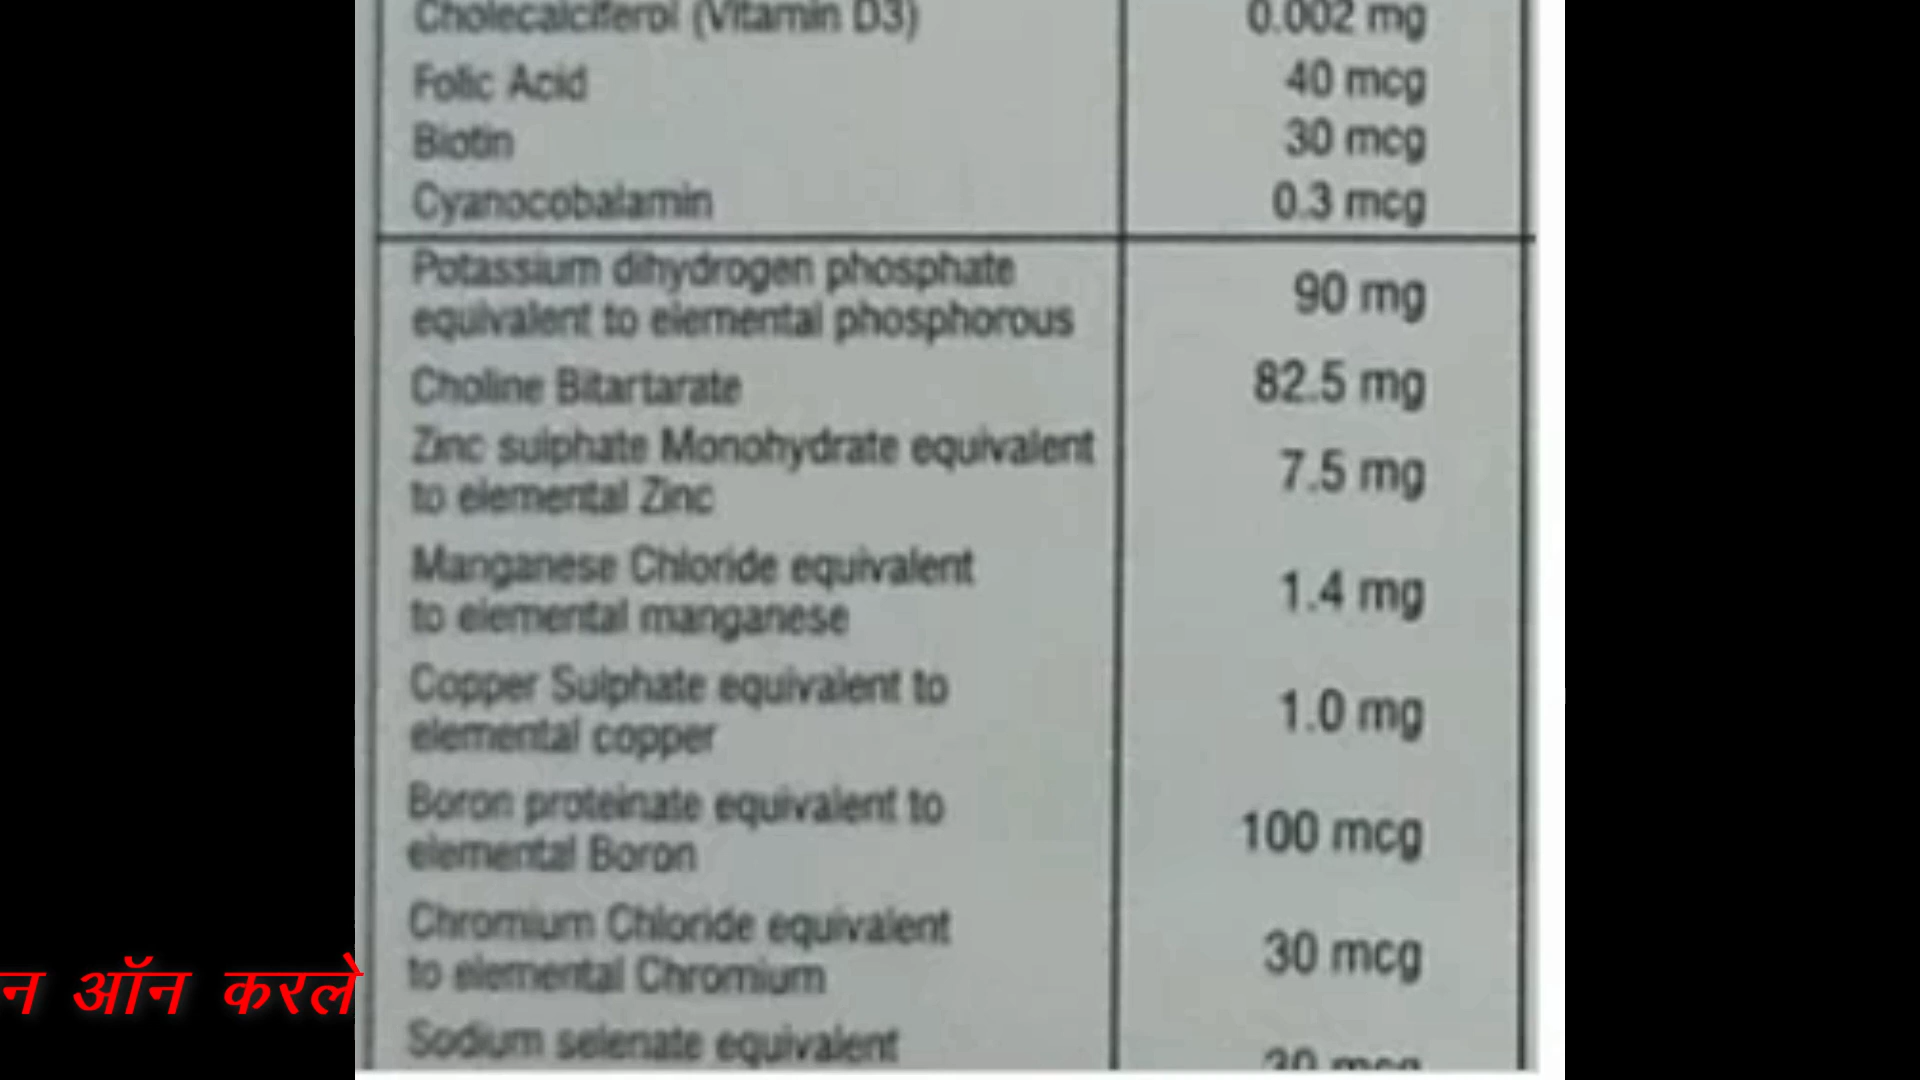 Cholecalciferol (Vitamin D3) 0.002 mg
Folic Acid 40 mcg
Biotin 30 mcg
Cyanocobalamin 0.3 mcg
Potassium dihydrogen phosphate
equivalent to elemental phosphorous 90 mg
Choline Bitartarate 82.5 mg
Zinc sulphate Monohydrate equivalent
to elemental Zinc 7.5 mg
Manganese Chloride equivalent
to elemental manganese 1.4 mg
Copper Sulphate equivalent to
elemental copper 1.0 mg
Boron proteinate equivalent to
elemental Boron 100 mcg
Chromium Chloride equivalent
to elemental Chromium 30 mcg
न ऑन करले
Sodium selenate equivalent